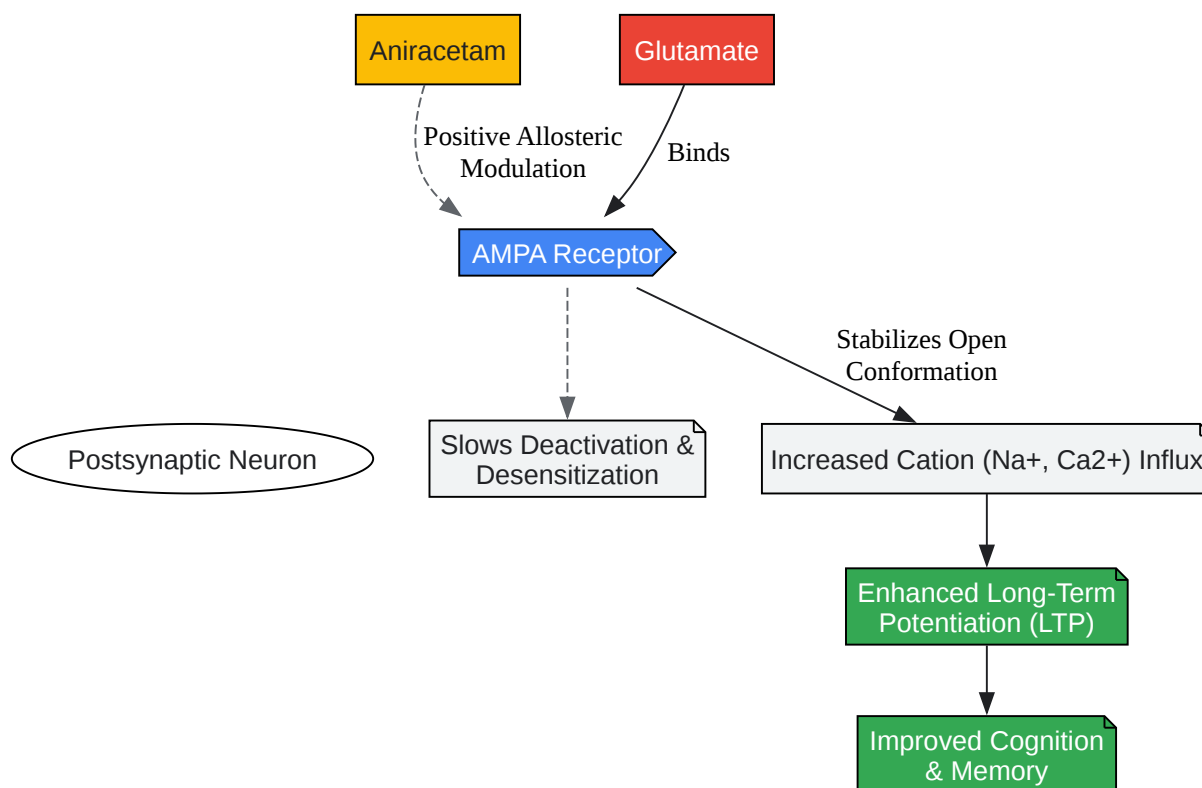 Aniracetam
Glutamate
Positive Allosteric
Modulation
Binds
AMPA Receptor
Stabilizes Open
Conformation
Postsynaptic Neuron
Slows Deactivation &
Desensitization
Increased Cation (Na+, Ca2+) Influx
Enhanced Long-Term
Potentiation (LTP)
Improved Cognition
& Memory